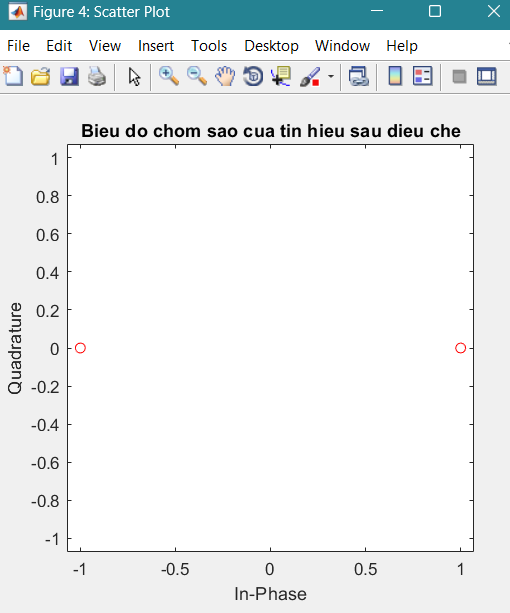 Figure 4: Scatter Plot
File Edit View Insert Tools Desktop Window Help
Bieu do chom sao cua tin hieu sau dieu che
1
0.8
0.6
0.4
0.2
0
-0.2
-0.4
-0.6
-0.8
-1
Quadrature
-1 -0.5 0 0.5 1
In-Phase